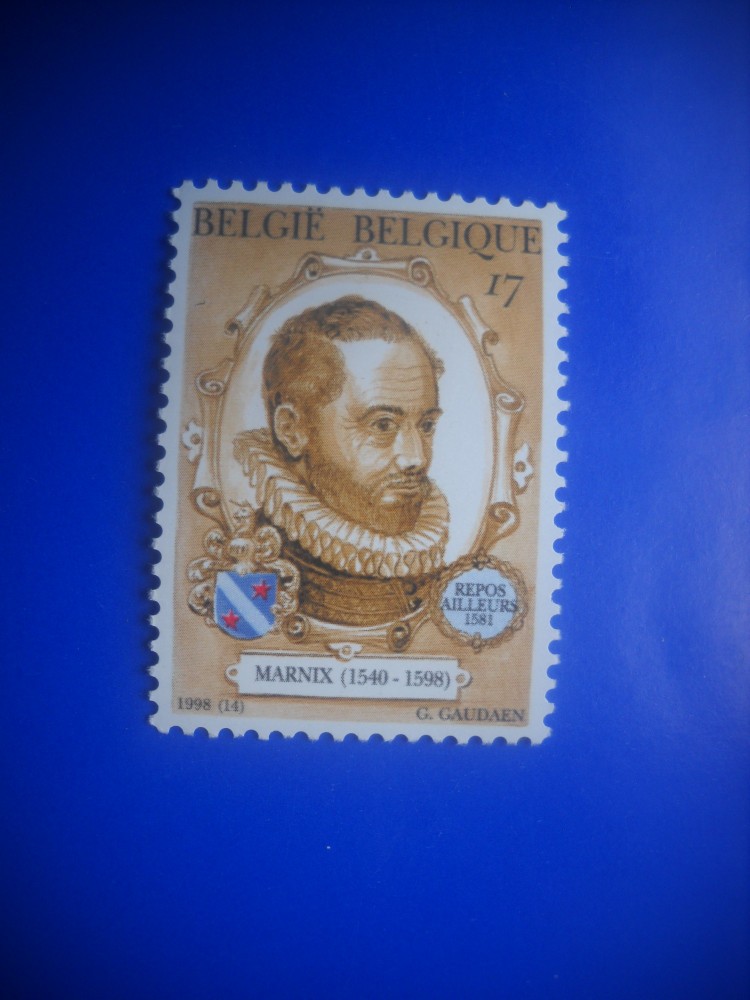 BELGIË BELGIQUE
17
REPOS
AILLEURS
1581
MARNIX (1540 - 1598)
1998 (14)
G. GAUDAEN